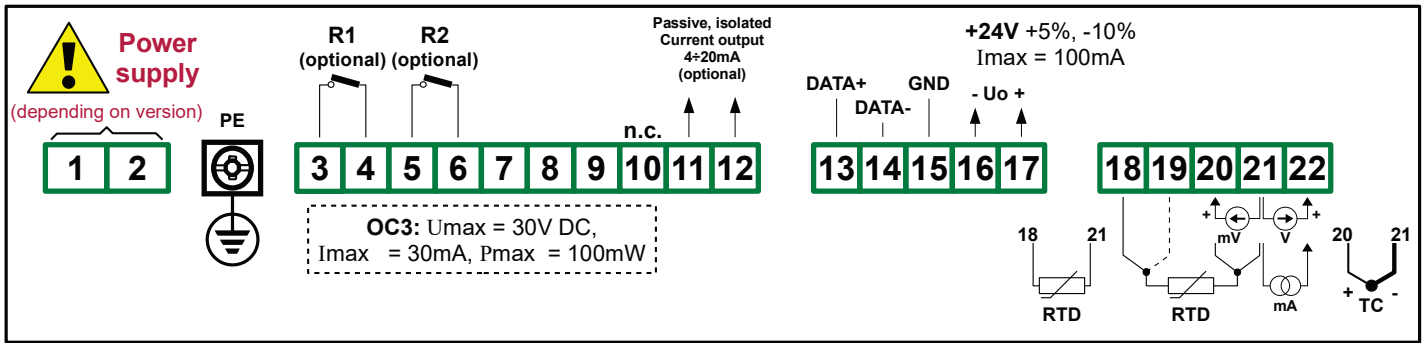 Power
supply
(depending on version)
PE
1 2
R1
(optional)
R2
(optional)
n.c.
Passive, isolated
Current output
4÷20mA
(optional)
3 4 5 6 7 8 9 10 11 12
OC3: Umax = 30V DC,
Imax = 30mA, Pmax = 100mW
+24V +5%, -10%
Imax = 100mA
DATA+
DATA-
GND
- Uo +
13 14 15 16 17
18 19 20 21 22
18 21
RTD
RTD
+ mV
V +
mA
20 21
+ TC -